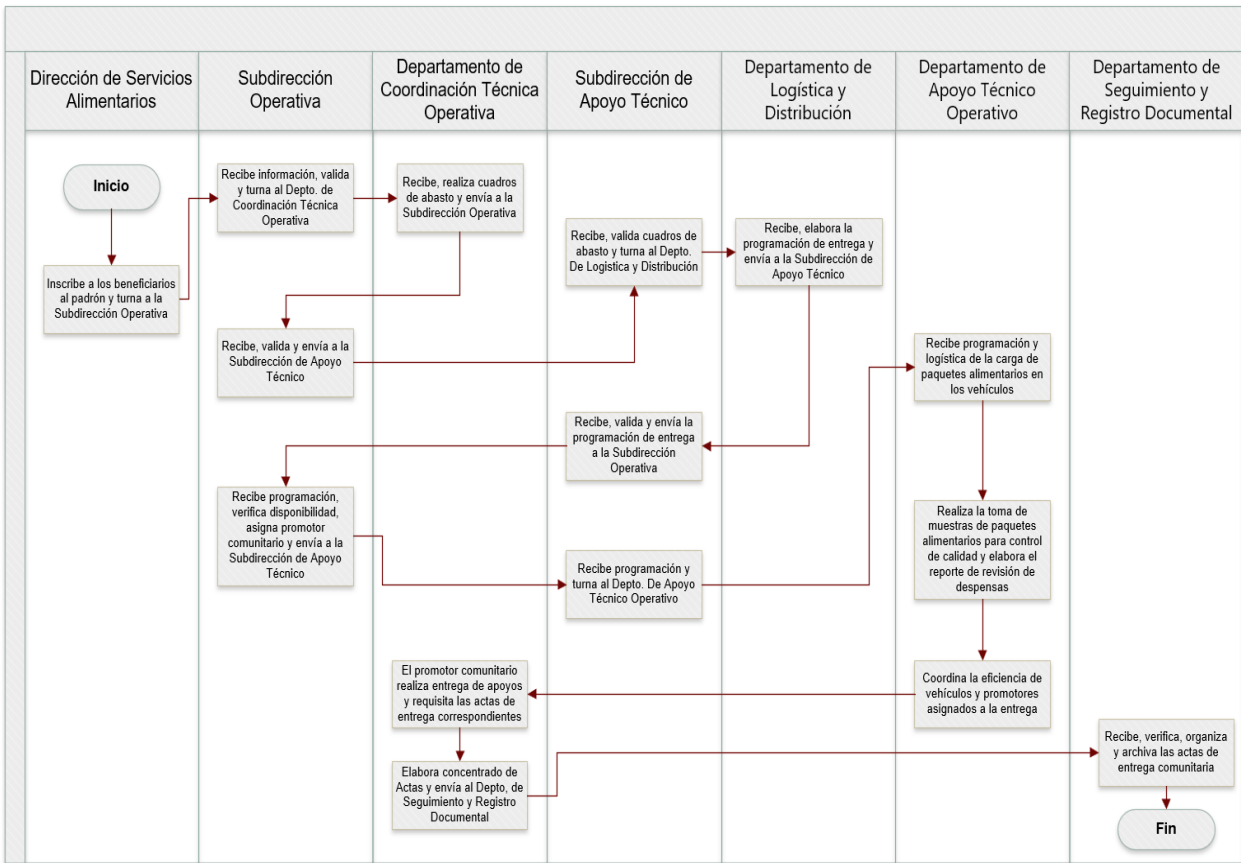 Dirección de Servicios
Alimentarios
Subdirección
Operativa
Departamento de
Coordinación Técnica
Operativa
Subdirección de
Apoyo Técnico
Departamento de
Logística y
Distribución
Departamento de
Apoyo Técnico
Operativo
Departamento de
Seguimiento y
Registro Documental
Inicio
Inscribe a los beneficiarios
al padrón y turna a la
Subdirección Operativa
Recibe información, valida
y turna al Depto. de
Coordinación Técnica
Operativa
Recibe, realiza cuadros
de abasto y envía a la
Subdirección Operativa
Recibe, valida y envía a la
Subdirección de Apoyo
Técnico
Recibe, valida cuadros de
abasto y turna al Depto.
De Logistica y Distribución
Recibe, elabora la
programación de entrega y
envía a la Subdirección de
Apoyo Técnico
Recibe, valida y envía la
programación de entrega
a la Subdirección
Operativa
Recibe programación,
verifica disponibilidad,
asigna promotor
comunitario y envía a la
Subdirección de Apoyo
Técnico
Recibe programación y
turna al Depto. De Apoyo
Técnico Operativo
Recibe programación y
logística de la carga de
paquetes alimentarios en
los vehículos
Realiza la toma de
muestras de paquetes
alimentarios para control
de calidad y elabora el
reporte de revisión de
despensas
Coordina la eficiencia de
vehículos y promotores
asignados a la entrega
El promotor comunitario
realiza entrega de apoyos
y requisita las actas de
entrega correspondientes
Elabora concentrado de
Actas y envía al Depto, de
Seguimiento y Registro
Documental
Recibe, verifica, organiza
y archiva las actas de
entrega comunitaria
Fin